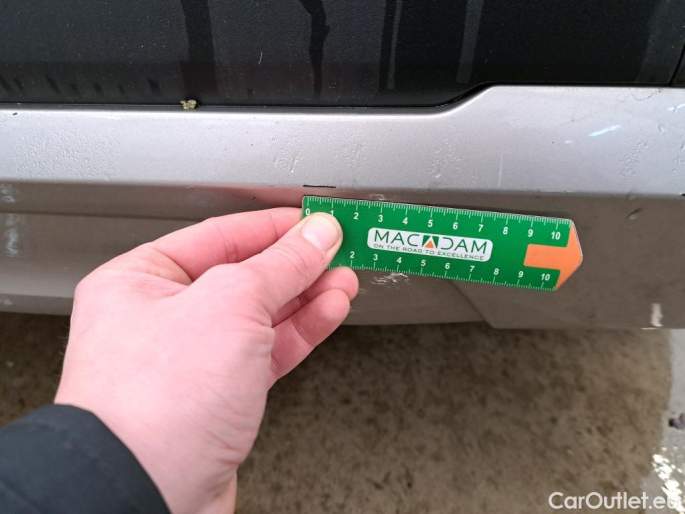 0 1 2 3 4 5 6 7 8 9 10
MACADAM
ON THE ROAD TO EXCELLENCE
2 3 4 5 6 7 8 9 10
CarOutlet.eu